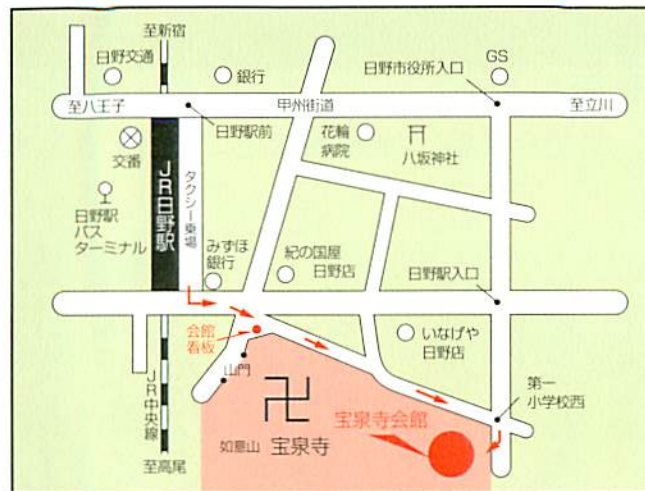 至新宿
日野交通
銀行
日野市役所入口
GS
至八王子
甲州街道
至立川
日野駅前
交番
花輪
病院
八坂神社
JR日野駅
タクシー乗場
日野駅
バス
ターミナル
みずほ
銀行
紀の国屋
日野店
日野駅入口
会館
看板
いなげや
日野店
山門
JR中央線
第一
小学校西
宝泉寺会館
如意山 宝泉寺
至高尾